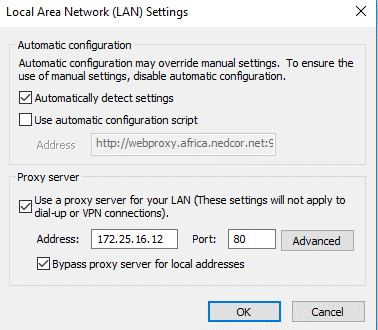 Local Area Network (LAN) Settings
Automatic configuration
Automatic configuration may override manual settings. To ensure the
use of manual settings, disable automatic configuration.
Automatically detect settings
Use automatic configuration script
Address http://webproxy.africa.nedcor.net:9
Proxy server
Use a proxy server for your LAN (These settings will not apply to
dial-up or VPN connections).
Address: 172.25.16.12 Port: 80 Advanced
Bypass proxy server for local addresses
OK Cancel